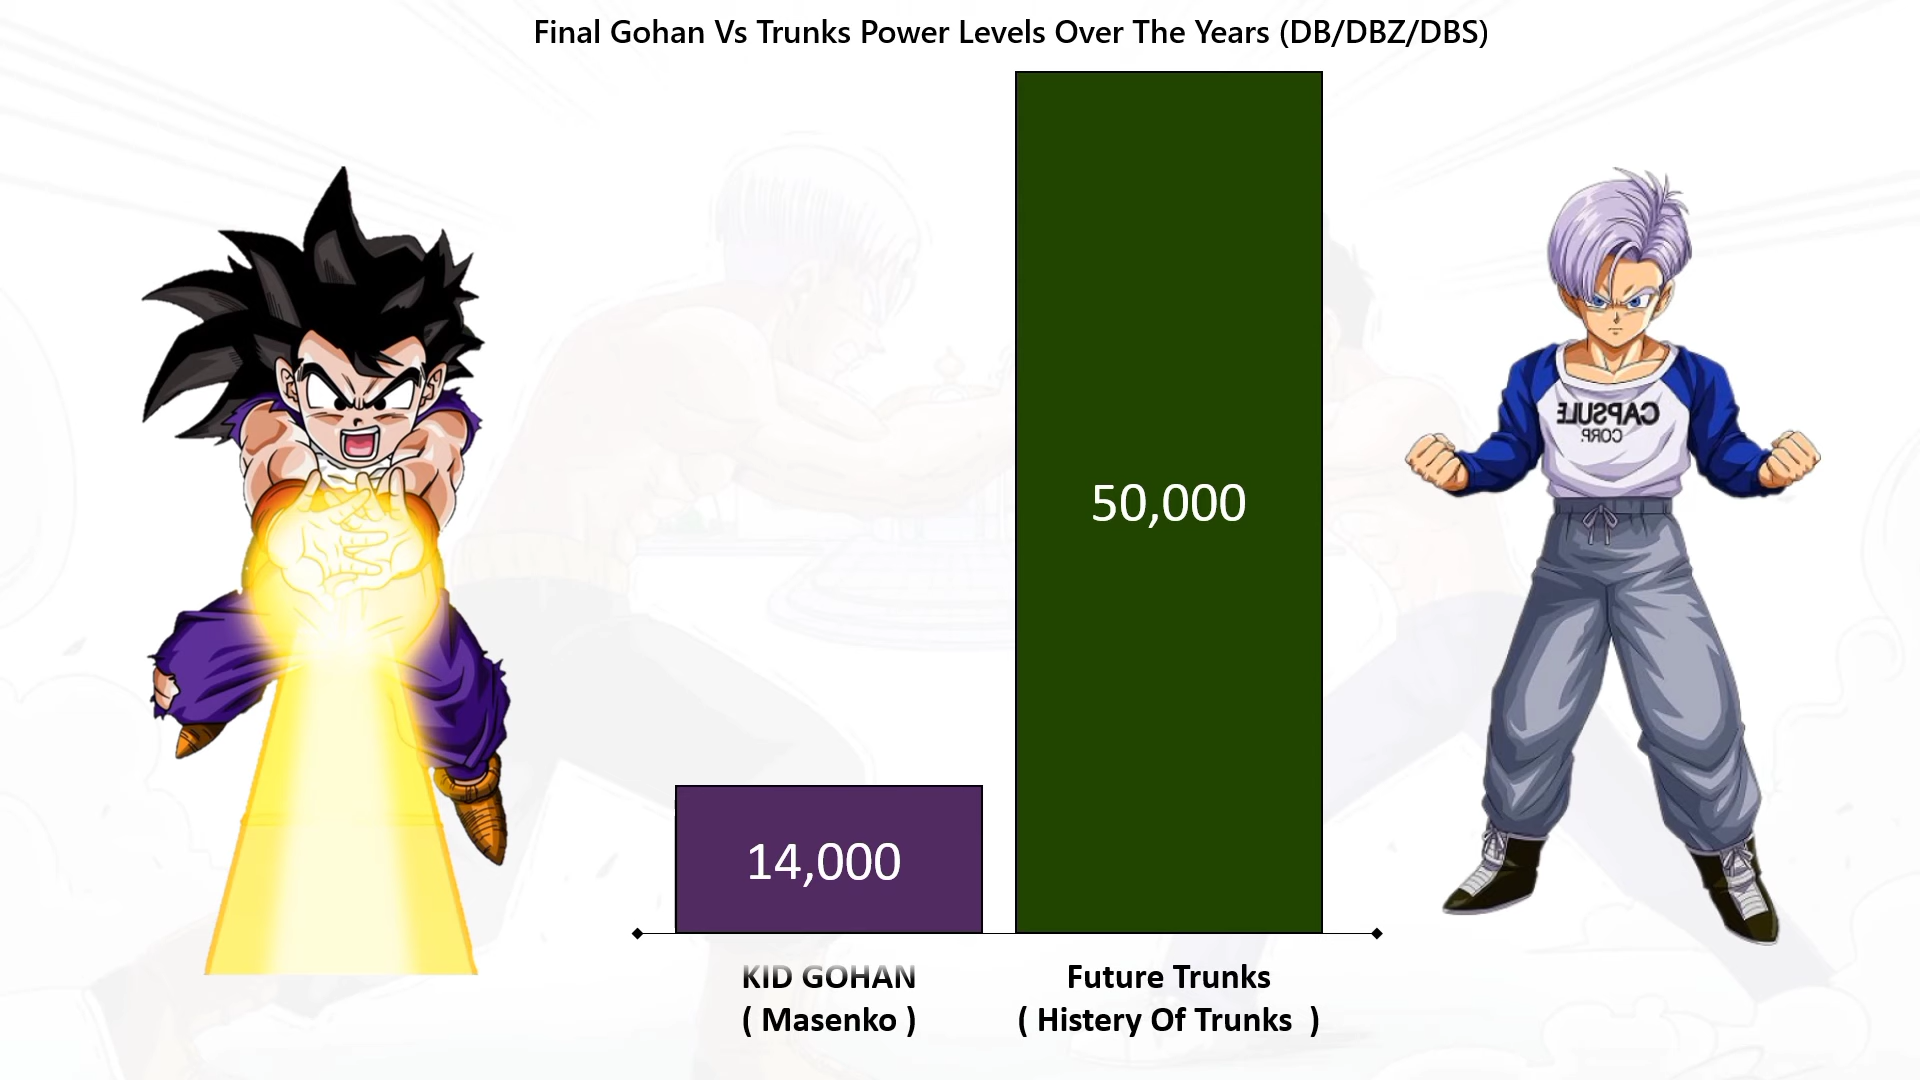 Final Gohan Vs Trunks Power Levels Over The Years (DB/DBZ/DBS)
CAPSULE
CORP.
50,000
14,000
KID GOHAN
( Masenko )
Future Trunks
( Histery Of Trunks )